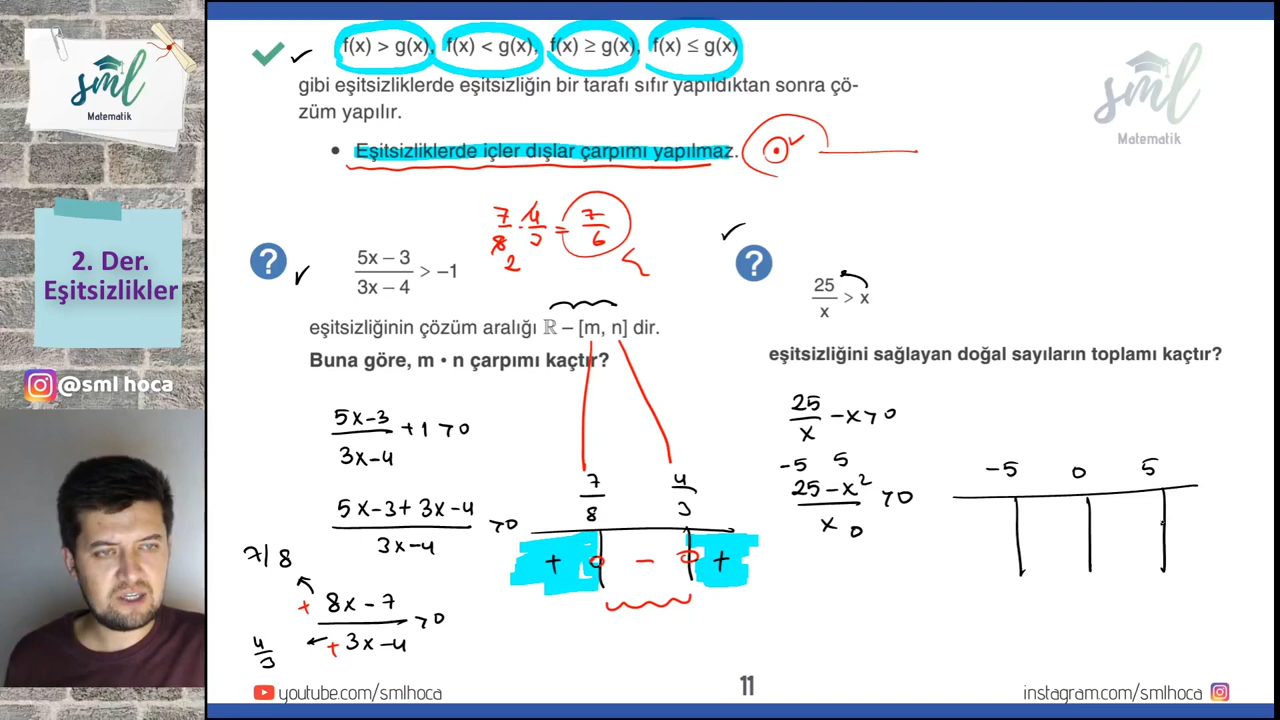 sml
Matematik
2. Der.
Eşitsizlikler
@sml hoca
f(x) > g(x), f(x) < g(x), f(x) ≥ g(x), f(x) ≤ g(x)
gibi eşitsizliklerde eşitsizliğin bir tarafı sıfır yapıldıktan sonra çö-
züm yapılır.
• Eşitsizliklerde içler dışlar çarpımı yapılmaz.
sml
Matematik
7/8 · 4/3 = 7/6
2
?
(5x – 3)/(3x – 4) > –1
eşitsizliğinin çözüm aralığı ℝ – [m, n] dir.
Buna göre, m • n çarpımı kaçtır?
(5x-3)/(3x-4) + 1 > 0
(5x-3 + 3x-4)/(3x-4) > 0
7/8
+ (8x - 7)/(+ 3x-4) > 0
4/3
7/8 4/3
+ - +
?
25/x > x
eşitsizliğini sağlayan doğal sayıların toplamı kaçtır?
25/x - x > 0
-5 5
(25 - x²)/x > 0
0
-5 0 5
youtube.com/smlhoca
11
instagram.com/smlhoca